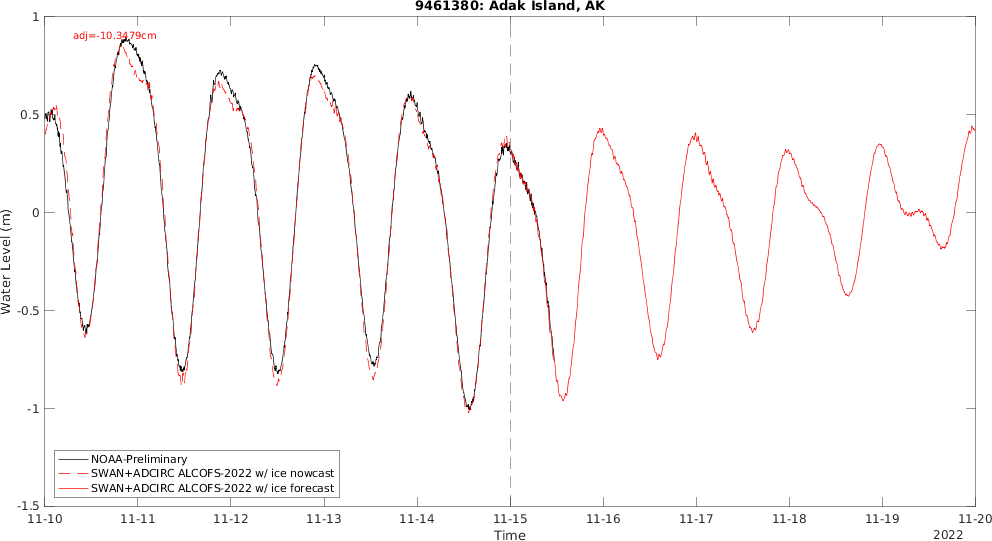 9461380: Adak Island, AK
adj=-10.3479cm
1
0.5
0
-0.5
-1
-1.5
Water Level (m)
NOAA-Preliminary
SWAN+ADCIRC ALCOFS-2022 w/ ice nowcast
SWAN+ADCIRC ALCOFS-2022 w/ ice forecast
11-10 11-11 11-12 11-13 11-14 11-15 11-16 11-17 11-18 11-19 11-20
Time
2022